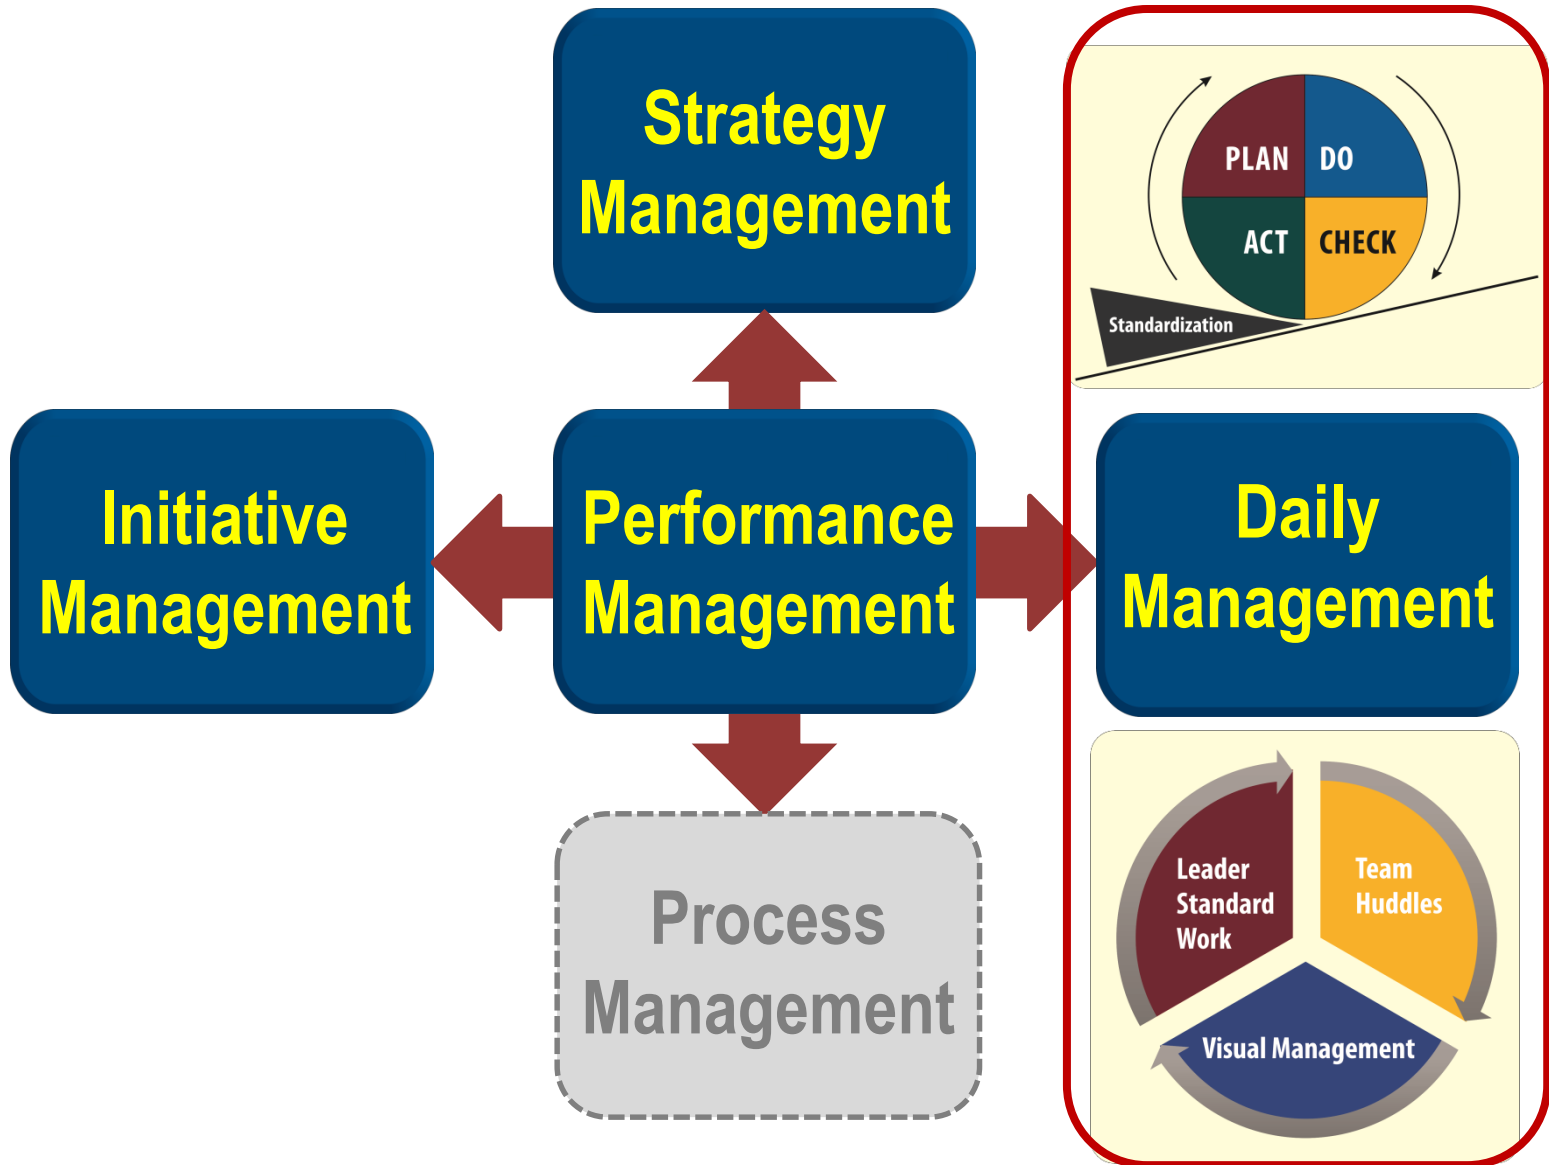 Strategy
Management
PLAN
DO
ACT
CHECK
Standardization
Initiative
Management
Performance
Management
Daily
Management
Process
Management
Leader
Standard
Work
Team
Huddles
Visual Management